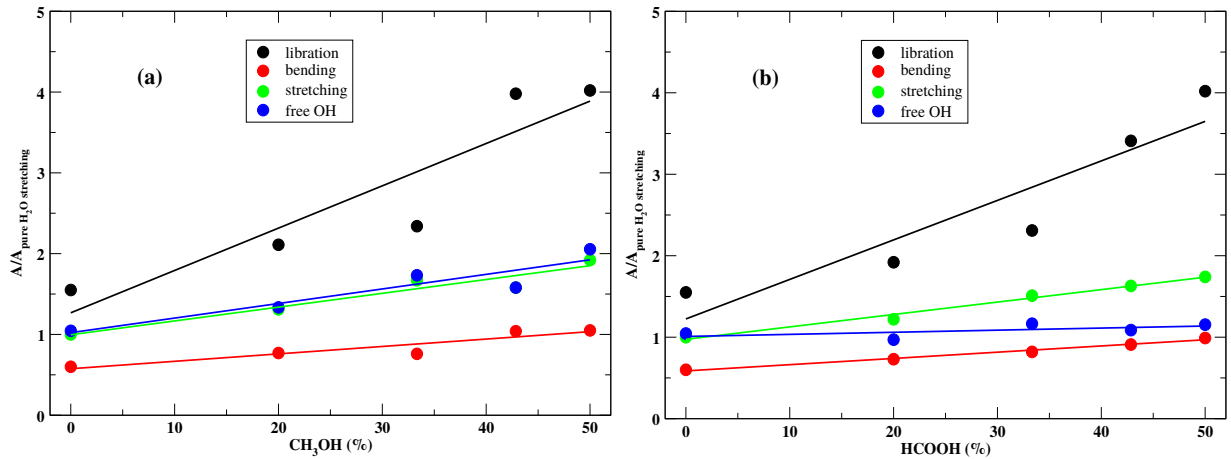 5
4
3
2
1
0
A/A pure H₂O stretching
(a)
libration
bending
stretching
free OH
0
10
20
30
40
50
CH₃OH (%)
5
4
3
2
1
0
A/A pure H₂O stretching
(b)
libration
bending
stretching
free OH
0
10
20
30
40
50
HCOOH (%)